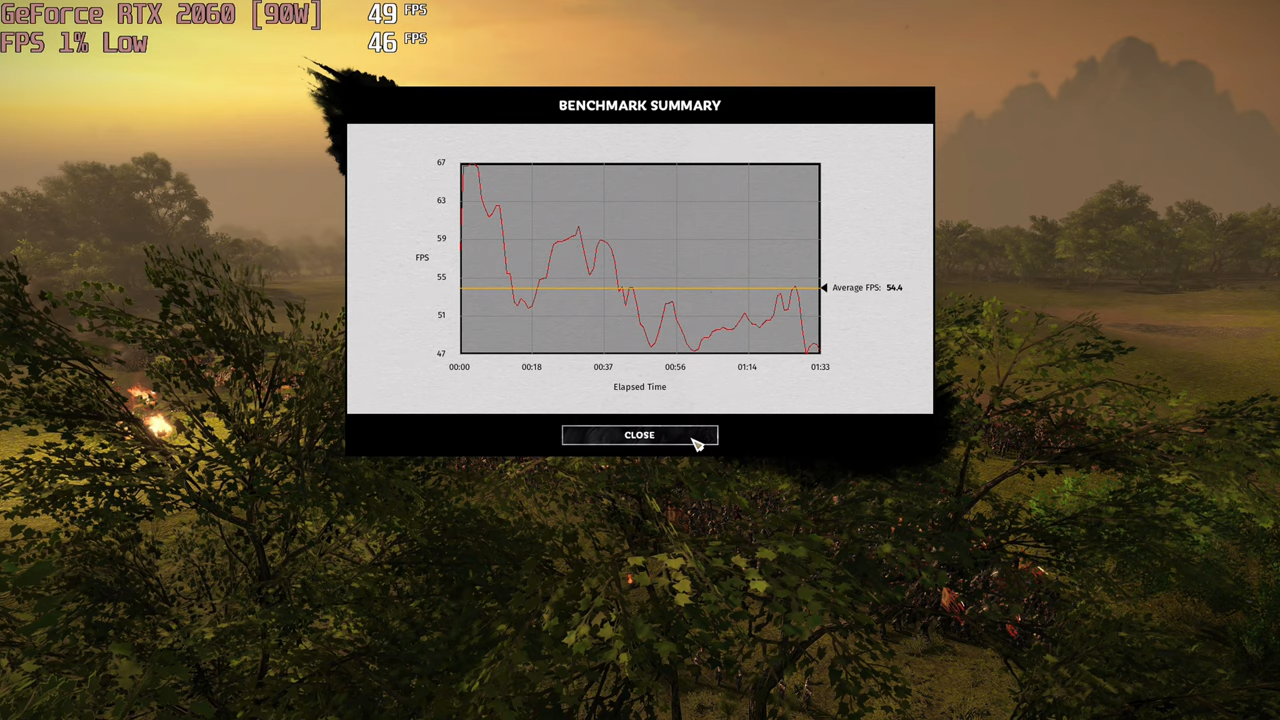 GeForce RTX 2060 [90W] 49 FPS
FPS 1% Low 46 FPS
BENCHMARK SUMMARY
67
63
59
FPS
55
Average FPS: 54.4
51
47
00:00 00:18 00:37 00:56 01:14 01:33
Elapsed Time
CLOSE